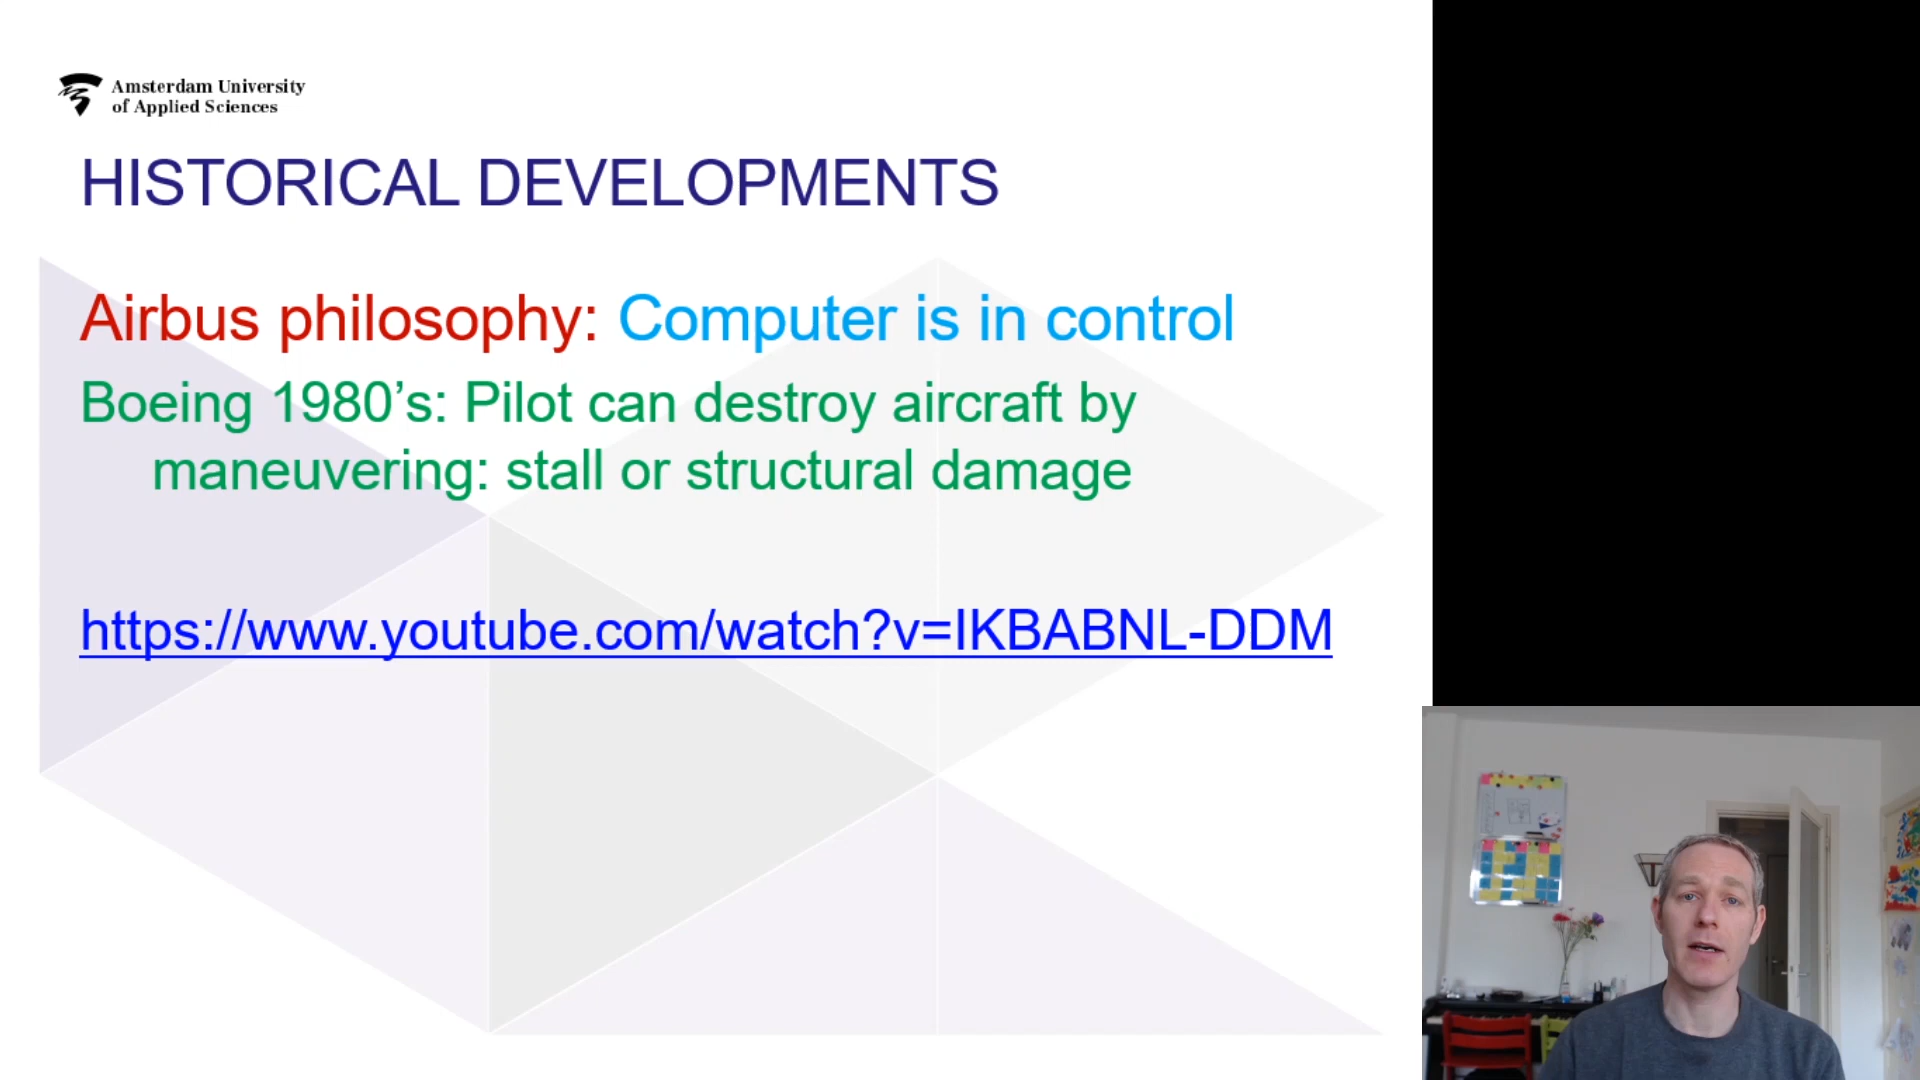 Amsterdam University
of Applied Sciences
HISTORICAL DEVELOPMENTS
Airbus philosophy: Computer is in control
Boeing 1980’s: Pilot can destroy aircraft by
maneuvering: stall or structural damage
https://www.youtube.com/watch?v=IKBABNL-DDM